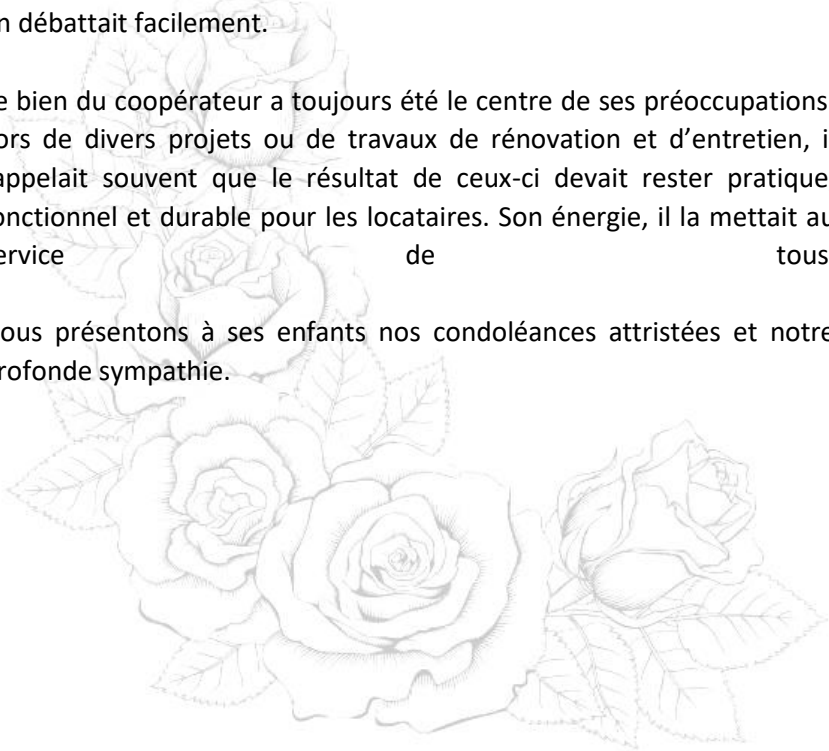 n débattait facilement.
e bien du coopérateur a toujours été le centre de ses préoccupations
ors de divers projets ou de travaux de rénovation et d’entretien, i
appelait souvent que le résultat de ceux-ci devait rester pratique
onctionnel et durable pour les locataires. Son énergie, il la mettait au
ervice de tous
ous présentons à ses enfants nos condoléances attristées et notre
rofonde sympathie.